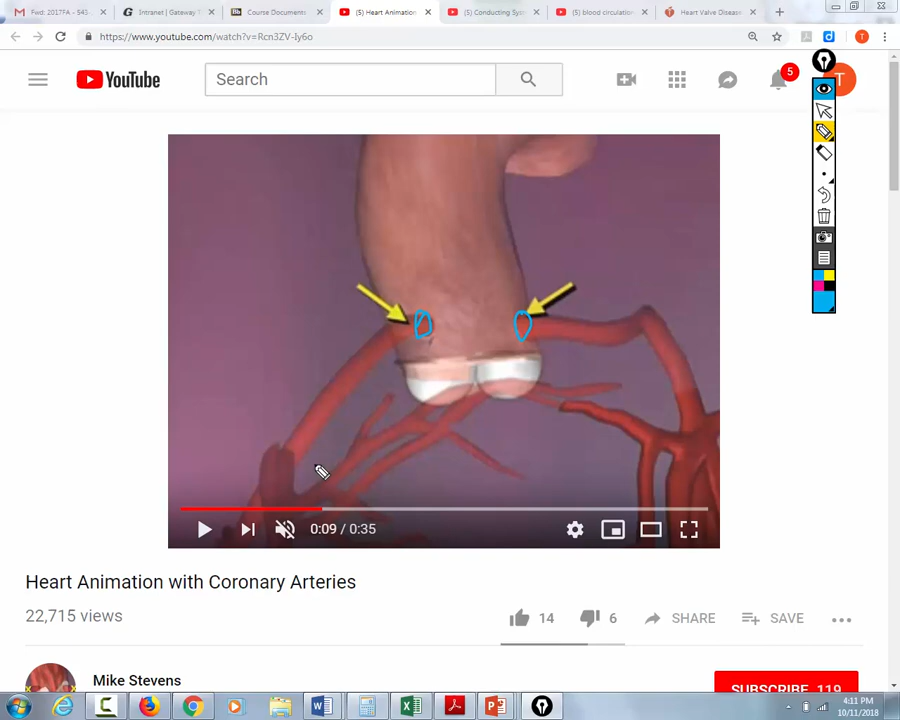 Fwd: 2017FA - 543
Intranet | Gateway T
Course Documents
(5) Heart Animation
(5) Conducting Sys
(5) blood circulation
Heart Valve Disease
https://www.youtube.com/watch?v=Rcn3ZV-Iy6o
T
YouTube
Search
5
T
0:09 / 0:35
Heart Animation with Coronary Arteries
22,715 views
14
6
SHARE
SAVE
Mike Stevens
SUBSCRIBE 119
4:11 PM
10/11/2018